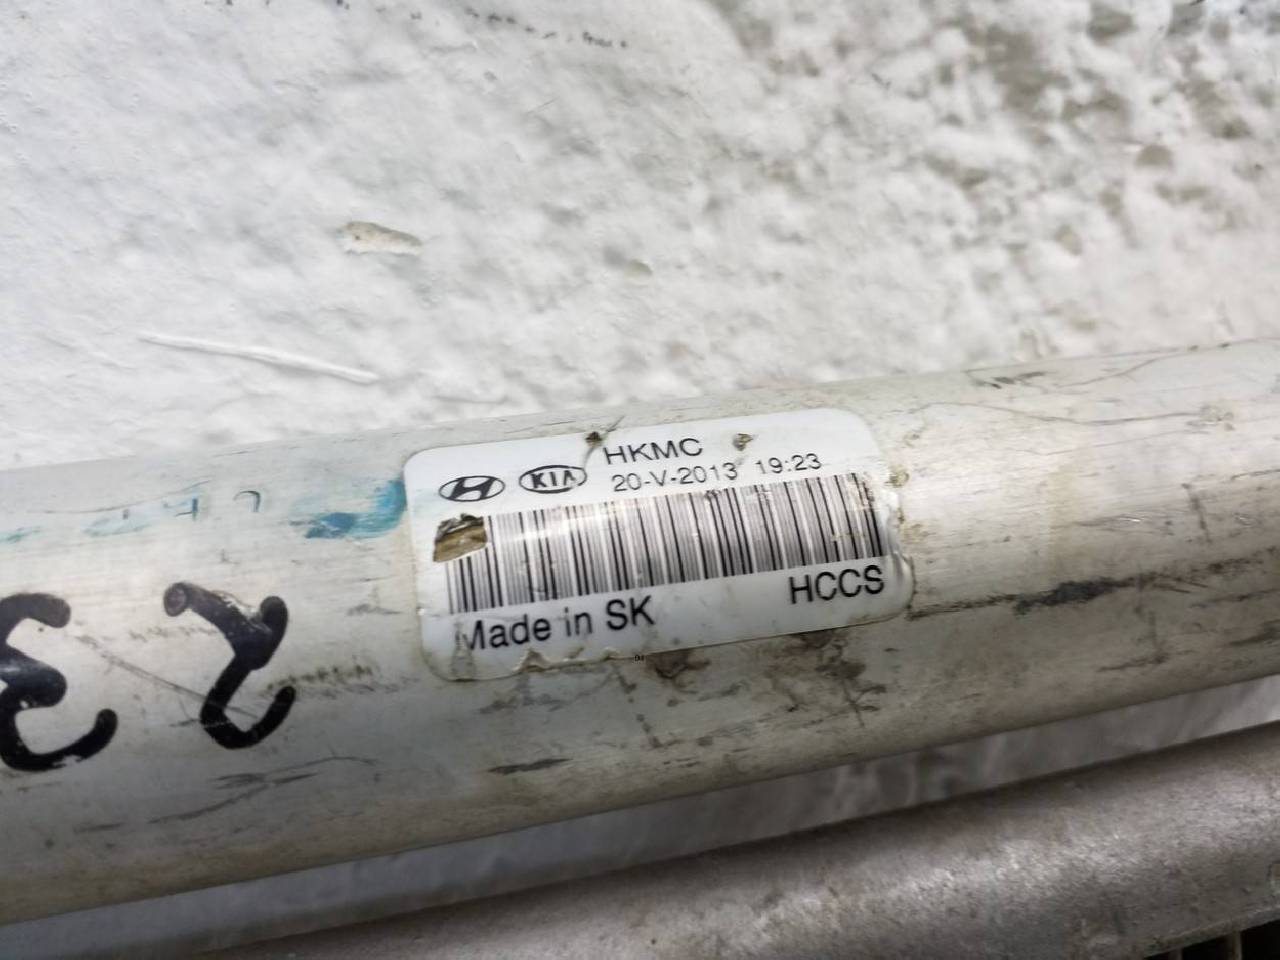 HKMC
KIA
20-V-2013 19:23
Made in SK
HCCS